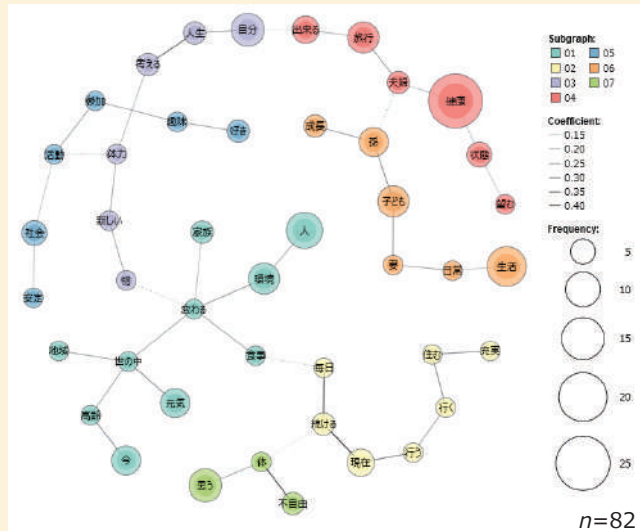 自分
出来る
旅行
人生
考える
夫婦
健康
参加
趣味
好き
成長
孫
状態
活動
体力
子ども
望む
社会
新しい
家族
人
妻
日常
生活
安定
環境
変わる
地域
世の中
食事
毎日
住む
充実
元気
行く
高齢
続ける
今
体
現在
行う
思う
不自由
Subgraph:
01 05
02 06
03 07
04
Coefficient:
0.15
0.20
0.25
0.30
0.35
0.40
Frequency:
5
10
15
20
25
n=82